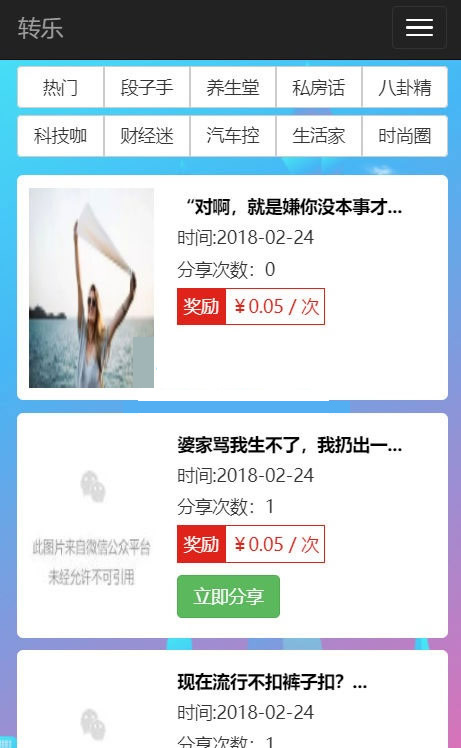 转乐
热门 段子手 养生堂 私房话 八卦精
科技咖 财经迷 汽车控 生活家 时尚圈
“对啊，就是嫌你没本事才...
时间:2018-02-24
分享次数：0
奖励 ¥0.05 / 次
婆家骂我生不了，我扔出一...
时间:2018-02-24
分享次数：1
奖励 ¥0.05 / 次
立即分享
此图片来自微信公众平台
未经允许不可引用
现在流行不扣裤子扣？...
时间:2018-02-24
分享次数：1